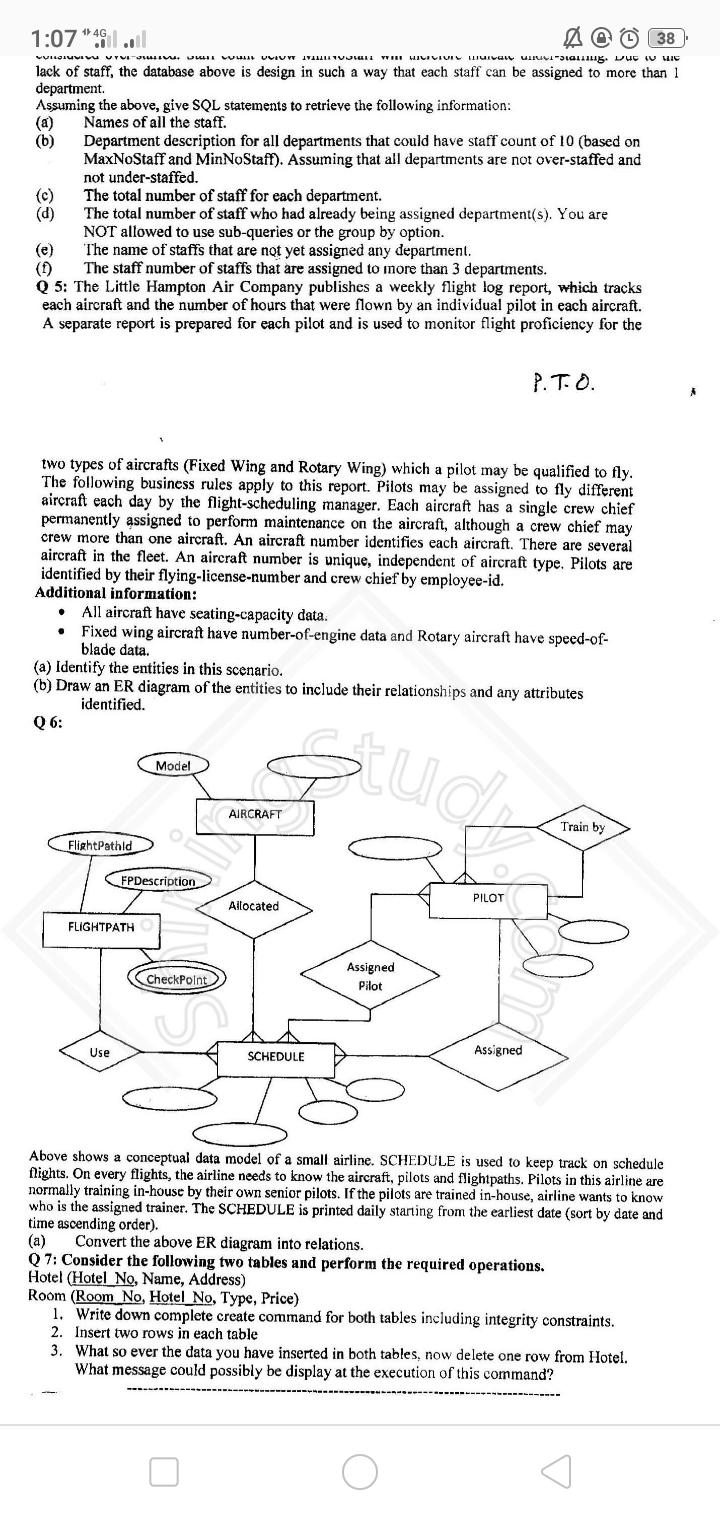 1:07 4G 38
lack of staff, the database above is design in such a way that each staff can be assigned to more than 1
department.
Assuming the above, give SQL statements to retrieve the following information:
(a) Names of all the staff.
(b) Department description for all departments that could have staff count of 10 (based on
MaxNoStaff and MinNoStaff). Assuming that all departments are not over-staffed and
not under-staffed.
(c) The total number of staff for each department.
(d) The total number of staff who had already being assigned department(s). You are
NOT allowed to use sub-queries or the group by option.
(e) The name of staffs that are not yet assigned any department.
(f) The staff number of staffs that are assigned to more than 3 departments.
Q 5: The Little Hampton Air Company publishes a weekly flight log report, which tracks
each aircraft and the number of hours that were flown by an individual pilot in each aircraft.
A separate report is prepared for each pilot and is used to monitor flight proficiency for the
P.T.O.
two types of aircrafts (Fixed Wing and Rotary Wing) which a pilot may be qualified to fly.
The following business rules apply to this report. Pilots may be assigned to fly different
aircraft each day by the flight-scheduling manager. Each aircraft has a single crew chief
permanently assigned to perform maintenance on the aircraft, although a crew chief may
crew more than one aircraft. An aircraft number identifies each aircraft. There are several
aircraft in the fleet. An aircraft number is unique, independent of aircraft type. Pilots are
identified by their flying-license-number and crew chief by employee-id.
Additional information:
• All aircraft have seating-capacity data.
• Fixed wing aircraft have number-of-engine data and Rotary aircraft have speed-of-
blade data.
(a) Identify the entities in this scenario.
(b) Draw an ER diagram of the entities to include their relationships and any attributes
identified.
Q 6:
Model
AIRCRAFT
Train by
FlightPathId
FPDescription
PILOT
Allocated
FLIGHTPATH
Assigned
Pilot
CheckPoint
Use
SCHEDULE
Assigned
ShiningStudy.com
Above shows a conceptual data model of a small airline. SCHEDULE is used to keep track on schedule
flights. On every flights, the airline needs to know the aircraft, pilots and flightpaths. Pilots in this airline are
normally training in-house by their own senior pilots. If the pilots are trained in-house, airline wants to know
who is the assigned trainer. The SCHEDULE is printed daily starting from the earliest date (sort by date and
time ascending order).
(a) Convert the above ER diagram into relations.
Q 7: Consider the following two tables and perform the required operations.
Hotel (Hotel_No, Name, Address)
Room (Room_No, Hotel_No, Type, Price)
1. Write down complete create command for both tables including integrity constraints.
2. Insert two rows in each table
3. What so ever the data you have inserted in both tables, now delete one row from Hotel.
What message could possibly be display at the execution of this command?